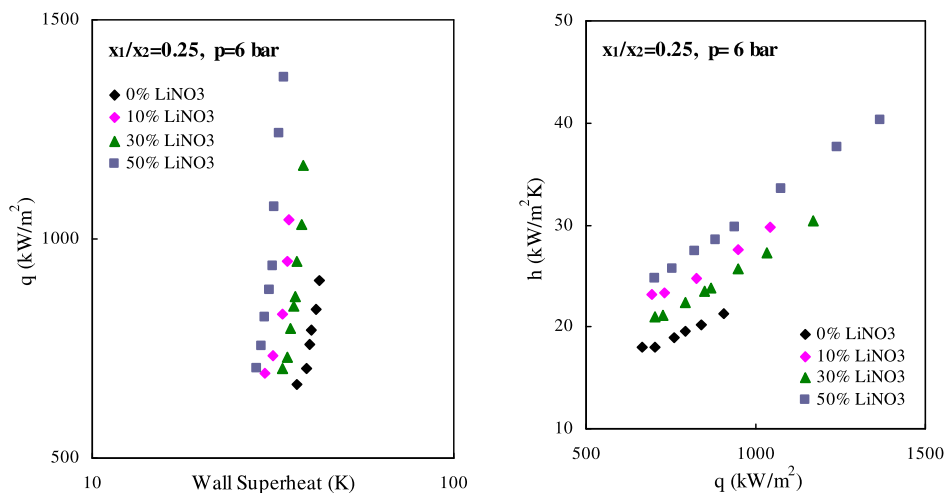 1500
x1/x2=0.25, p=6 bar
0% LiNO3
10% LiNO3
30% LiNO3
50% LiNO3
1000
q (kW/m²)
500
10
Wall Superheat (K)
100
50
x1/x2=0.25, p= 6 bar
40
h (kW/m²K)
30
20
0% LiNO3
10% LiNO3
30% LiNO3
50% LiNO3
10
500
1000
1500
q (kW/m²)